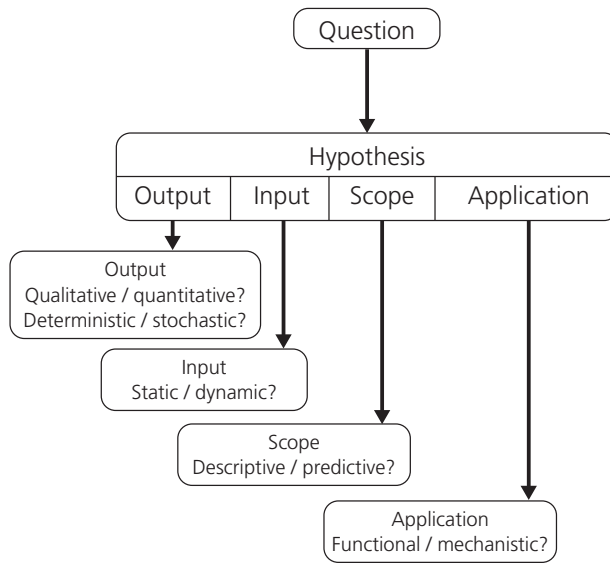 Question
Hypothesis
Output Input Scope Application
Output
Qualitative / quantitative?
Deterministic / stochastic?
Input
Static / dynamic?
Scope
Descriptive / predictive?
Application
Functional / mechanistic?